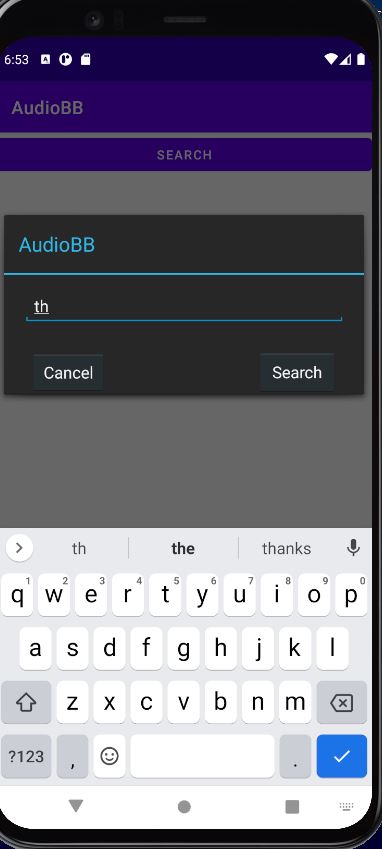 6:53
AudioBB
SEARCH
AudioBB
th
Cancel Search
th the thanks
q1 w2 e3 r4 t5 y6 u7 i8 o9 p0
a s d f g h j k l
z x c v b n m
?123 , .